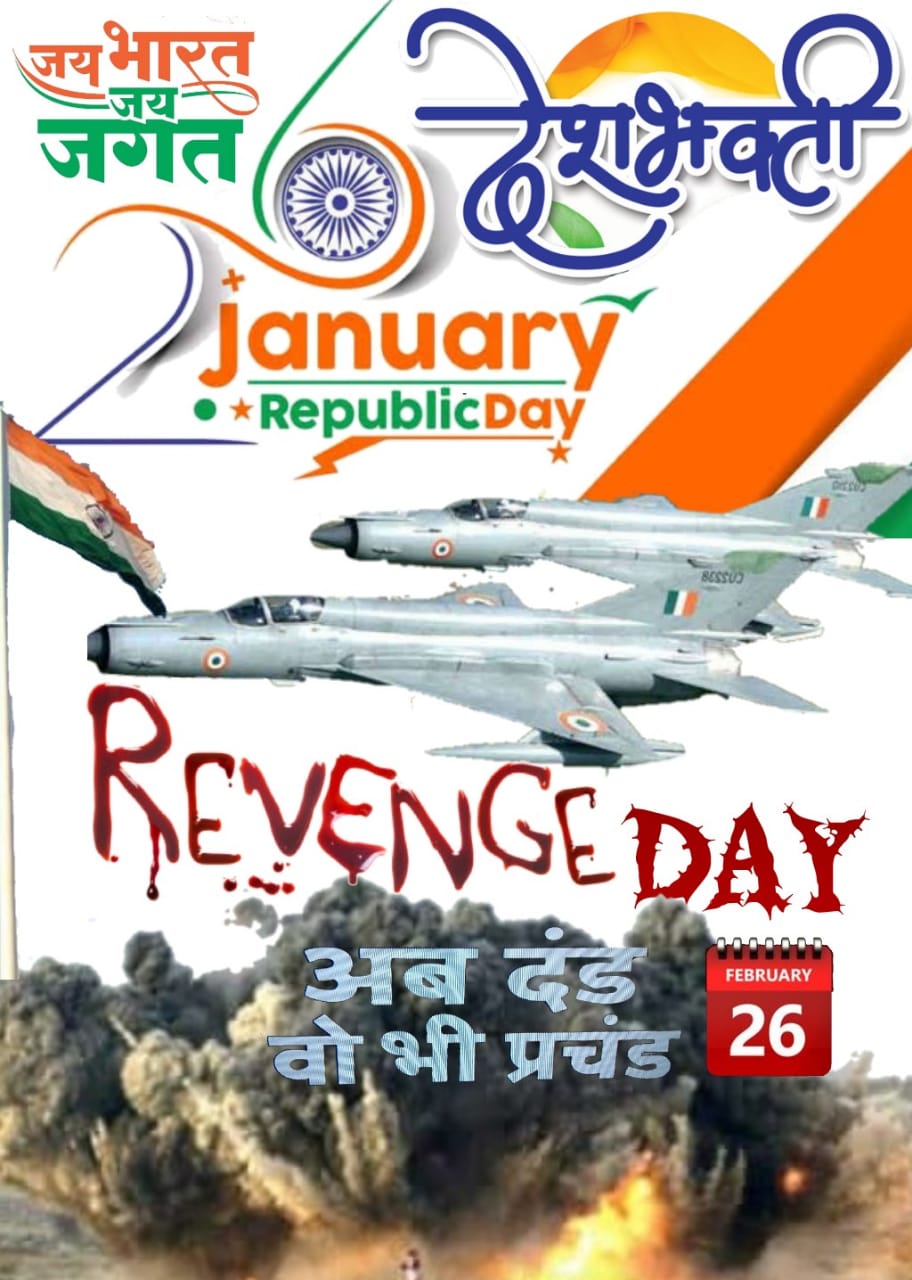 जय भारत
जय
जगत
देशभक्ती
26
january
Republic Day
REVENGE DAY
अब दंड
वो भी प्रचंड
FEBRUARY
26